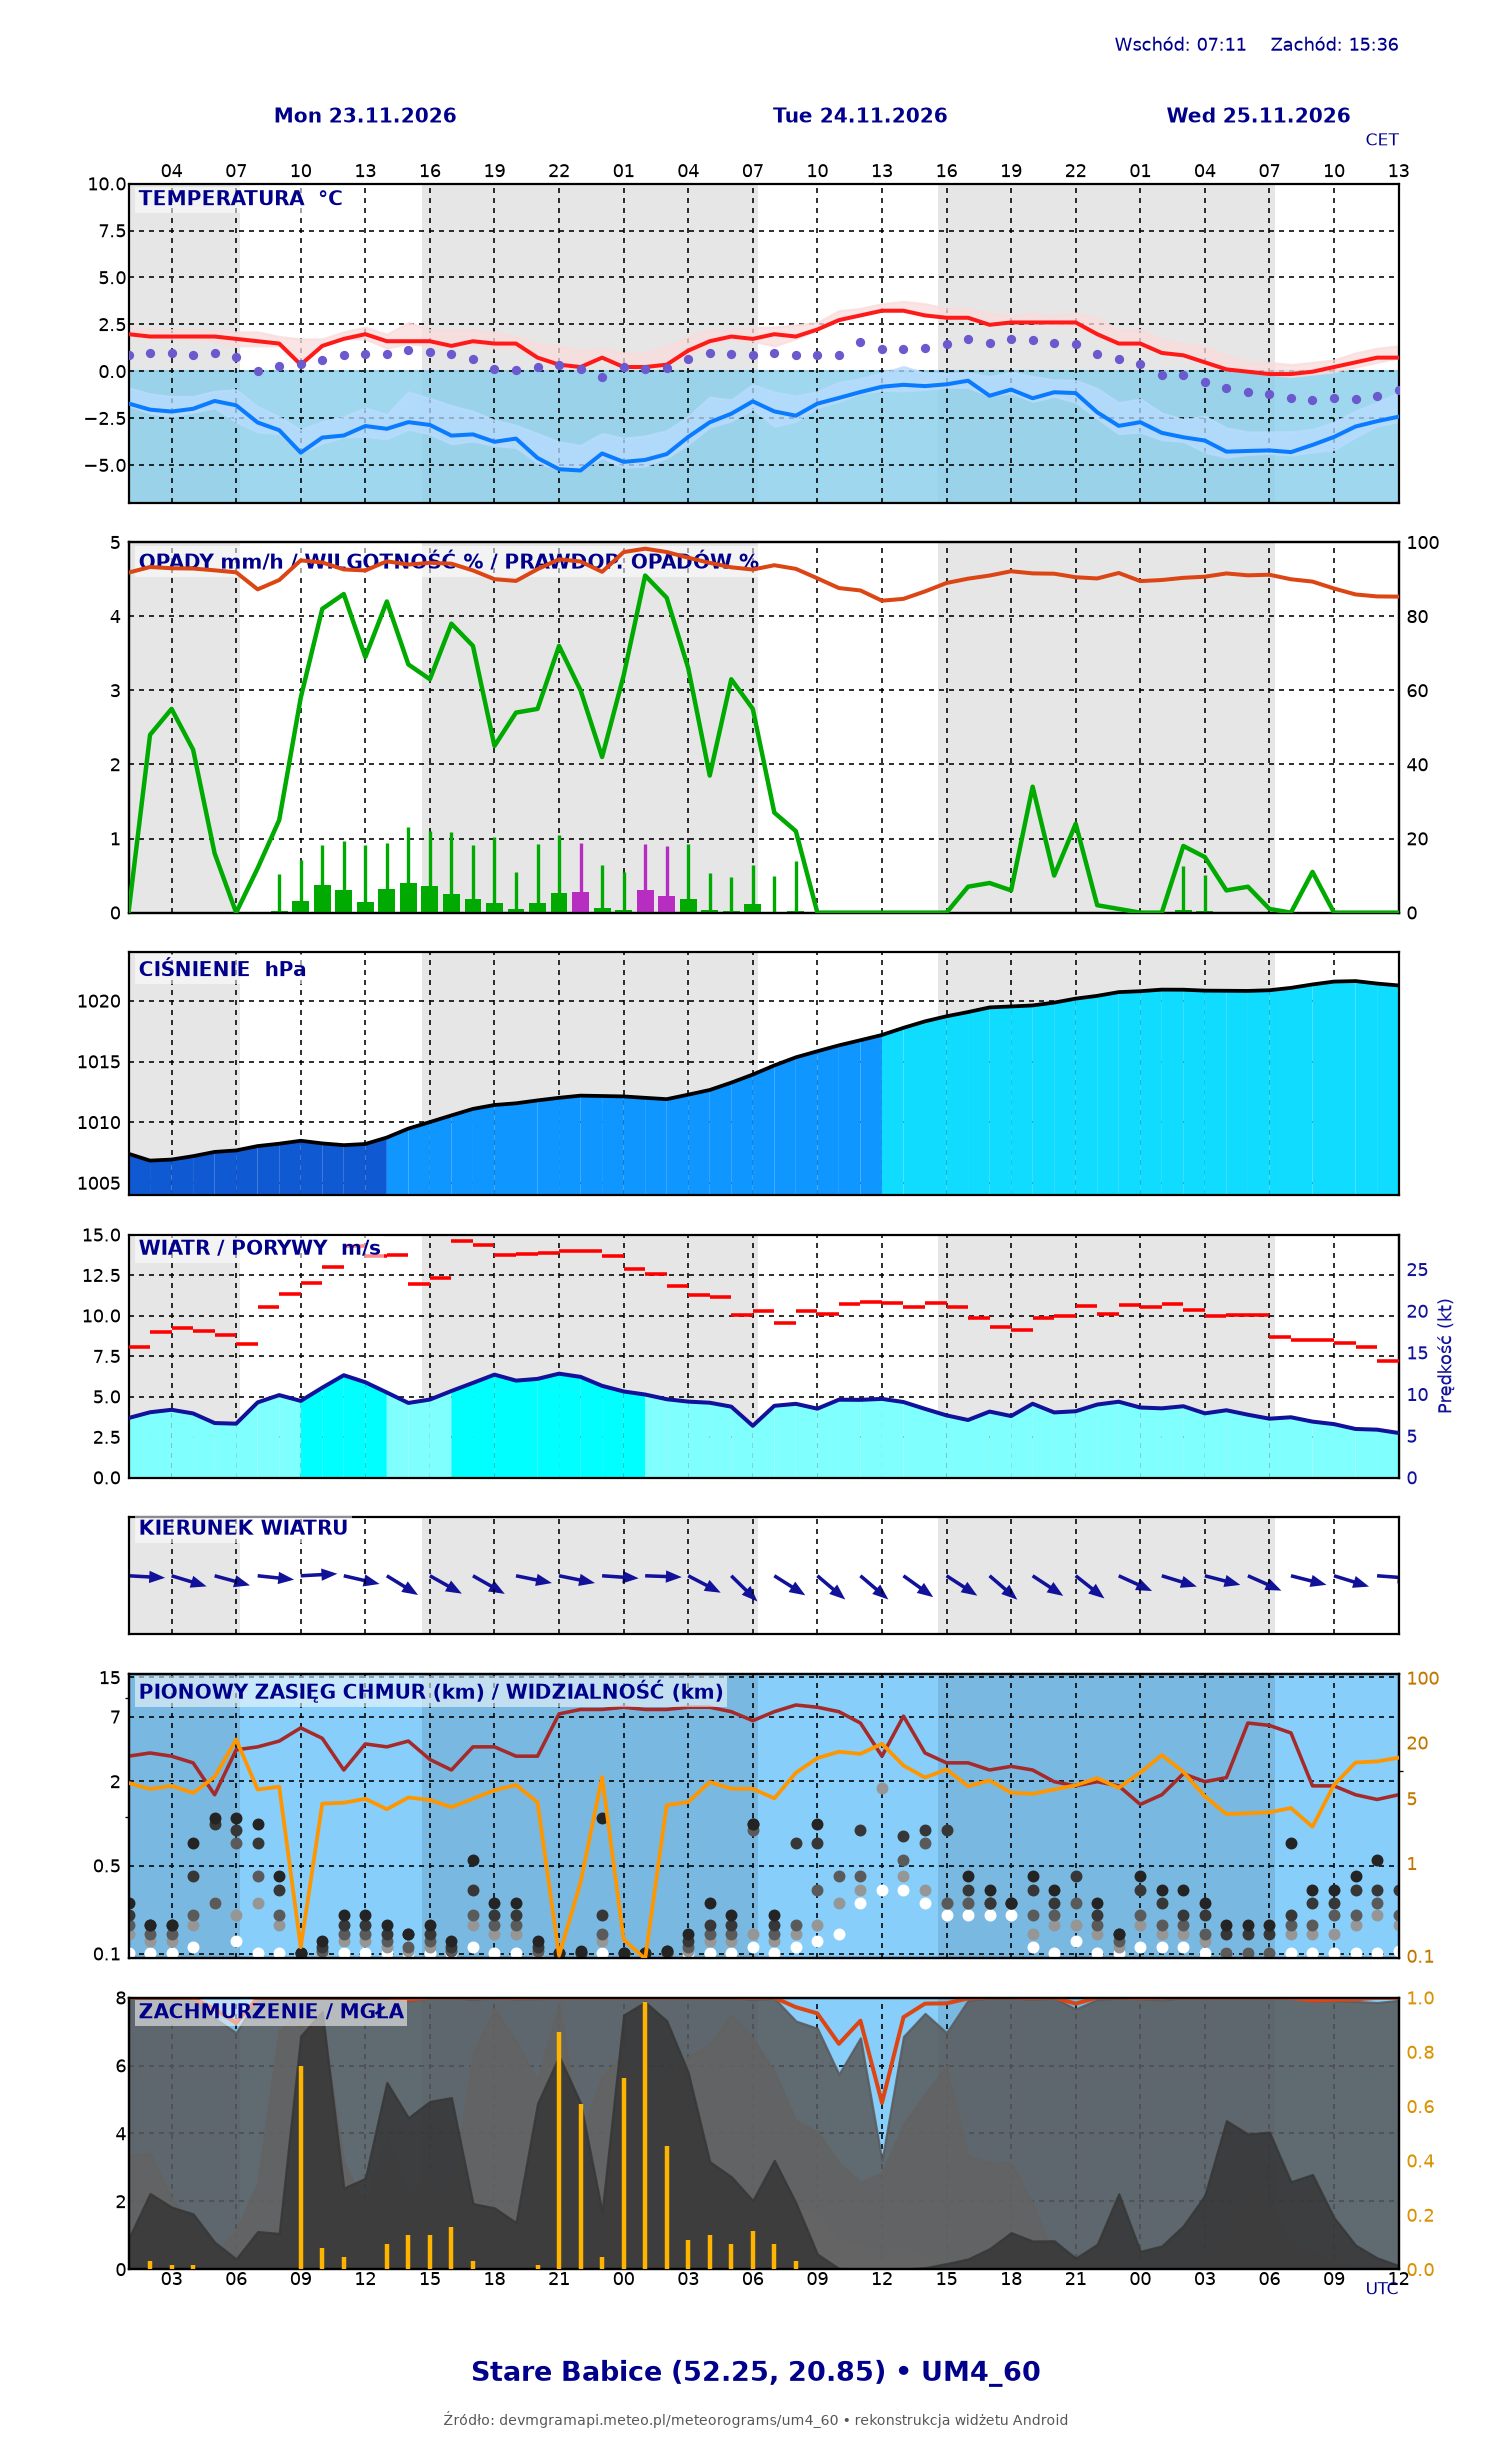 Wschód: 07:11 Zachód: 15:36
Mon 23.11.2026 Tue 24.11.2026 Wed 25.11.2026
CET
04 07 10 13 16 19 22 01 04 07 10 13 16 19 22 01 04 07 10 13
TEMPERATURA °C
10.0
7.5
5.0
2.5
0.0
−2.5
−5.0
OPADY mm/h / WILGOTNOŚĆ % / PRAWDOP. OPADÓW %
5 100
4 80
3 60
2 40
1 20
0 0
CIŚNIENIE hPa
1020
1015
1010
1005
WIATR / PORYWY m/s
15.0
12.5 25
10.0 20
7.5 15
5.0 10
2.5 5
0.0 0
Prędkość (kt)
KIERUNEK WIATRU
PIONOWY ZASIĘG CHMUR (km) / WIDZIALNOŚĆ (km)
15 100
7 20
2 5
0.5 1
0.1 0.1
ZACHMURZENIE / MGŁA
8 1.0
6 0.8
0.6
4 0.4
2 0.2
0 0.0
03 06 09 12 15 18 21 00 03 06 09 12 15 18 21 00 03 06 09 12
UTC
Stare Babice (52.25, 20.85) • UM4_60
Źródło: devmgramapi.meteo.pl/meteorograms/um4_60 • rekonstrukcja widżetu Android